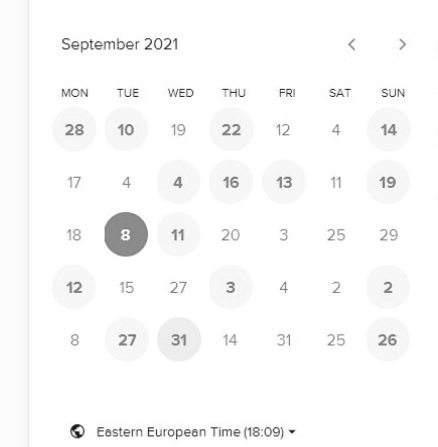 September 2021
MON TUE WED THU FRI SAT SUN
28 10 19 22 12 4 14
17 4 4 16 13 11 19
18 8 11 20 3 25 29
12 15 27 3 4 2 2
8 27 31 14 31 25 26
Eastern European Time (18:09)